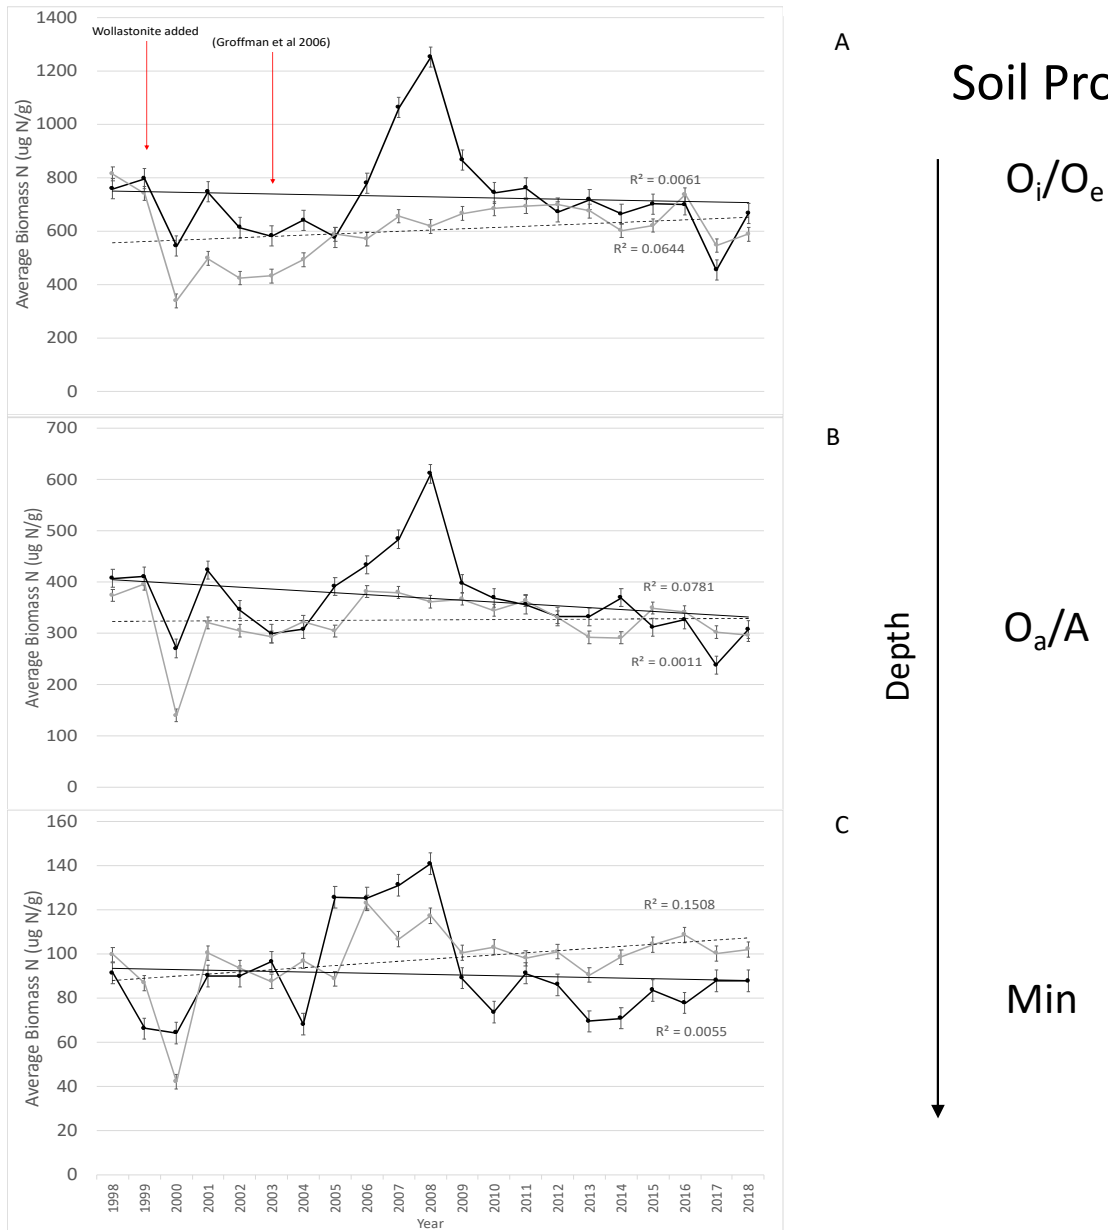 1400
1200
1000
800
600
400
200
0
Average Biomass N (ug N/g)
Wollastonite added
(Groffman et al 2006)
R² = 0.0061
R² = 0.0644
A
Soil Pro
Oᵢ/Oₑ
700
600
500
400
300
200
100
0
Average Biomass N (ug N/g)
R² = 0.0781
R² = 0.0011
B
Depth
Oₐ/A
160
140
120
100
80
60
40
20
0
Average Biomass N (ug N/g)
R² = 0.1508
R² = 0.0055
C
Min
1998
1999
2000
2001
2002
2003
2004
2005
2006
2007
2008
2009
2010
2011
2012
2013
2014
2015
2016
2017
2018
Year